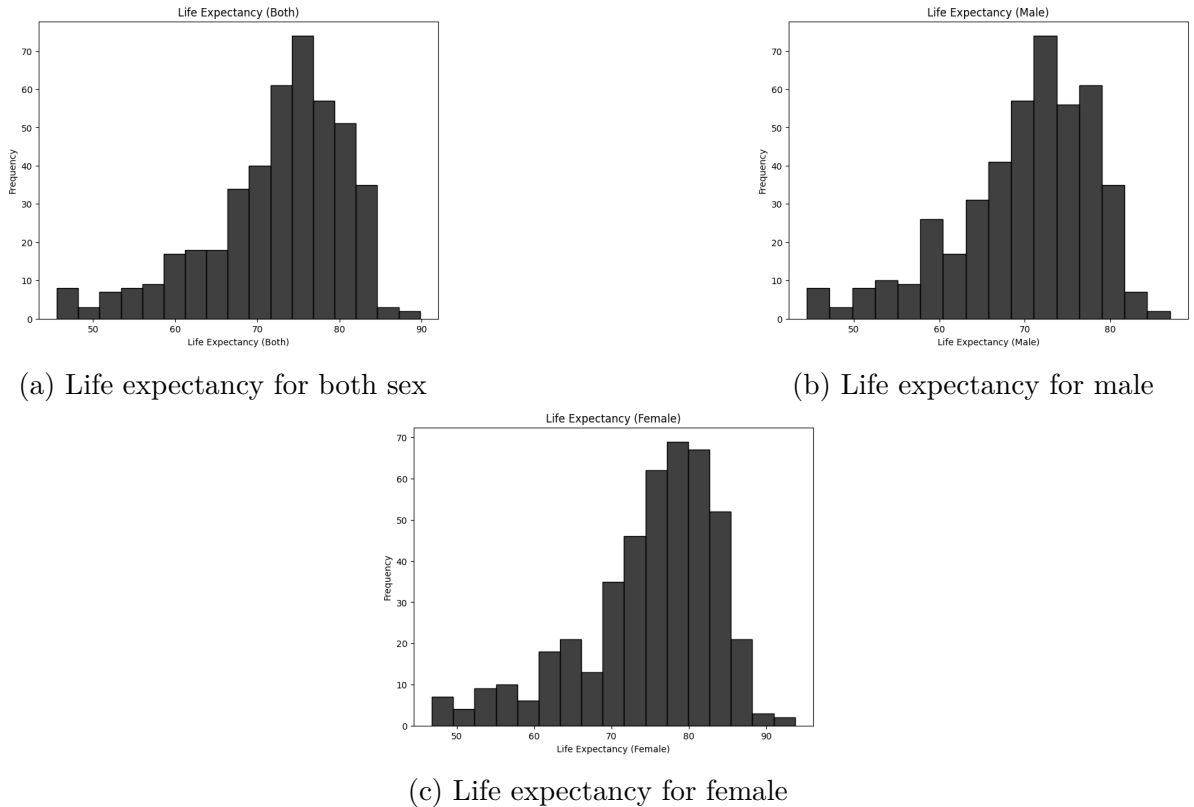 Life Expectancy (Both)
Frequency
70
60
50
40
30
20
10
0
50 60 70 80 90
Life Expectancy (Both)
(a) Life expectancy for both sex
Life Expectancy (Male)
Frequency
70
60
50
40
30
20
10
0
50 60 70 80
Life Expectancy (Male)
(b) Life expectancy for male
Life Expectancy (Female)
Frequency
70
60
50
40
30
20
10
0
50 60 70 80 90
Life Expectancy (Female)
(c) Life expectancy for female